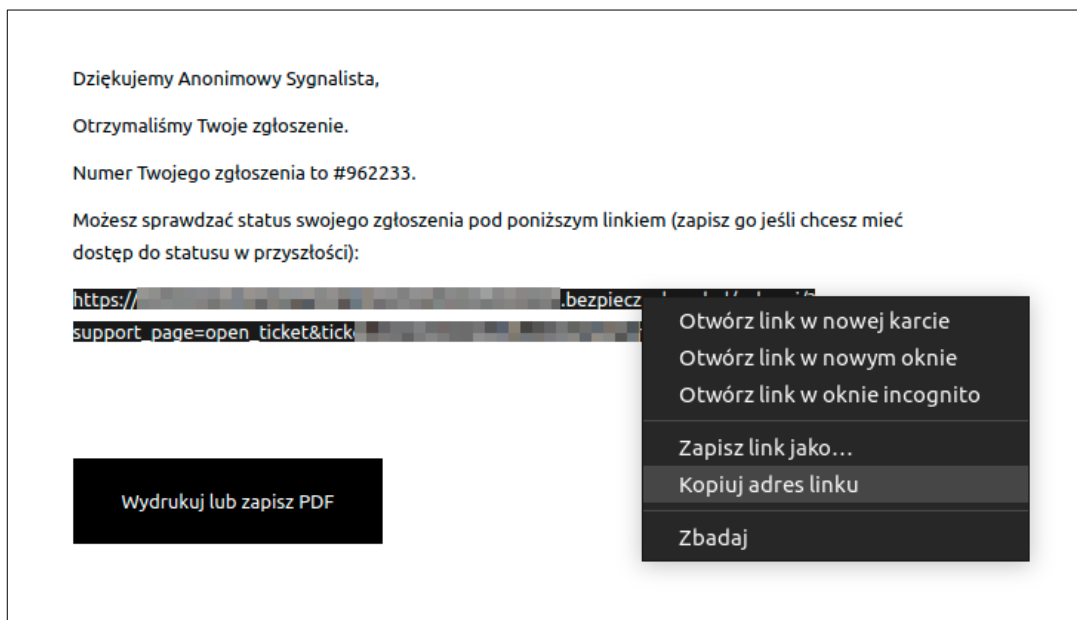 Dziękujemy Anonimowy Sygnalista,
Otrzymaliśmy Twoje zgłoszenie.
Numer Twojego zgłoszenia to #962233.
Możesz sprawdzać status swojego zgłoszenia pod poniższym linkiem (zapisz go jeśli chcesz mieć
dostęp do statusu w przyszłości):
https:// .bezpiecz
support_page=open_ticket&tick
Otwórz link w nowej karcie
Otwórz link w nowym oknie
Otwórz link w oknie incognito
Zapisz link jako...
Kopiuj adres linku
Zbadaj
Wydrukuj lub zapisz PDF